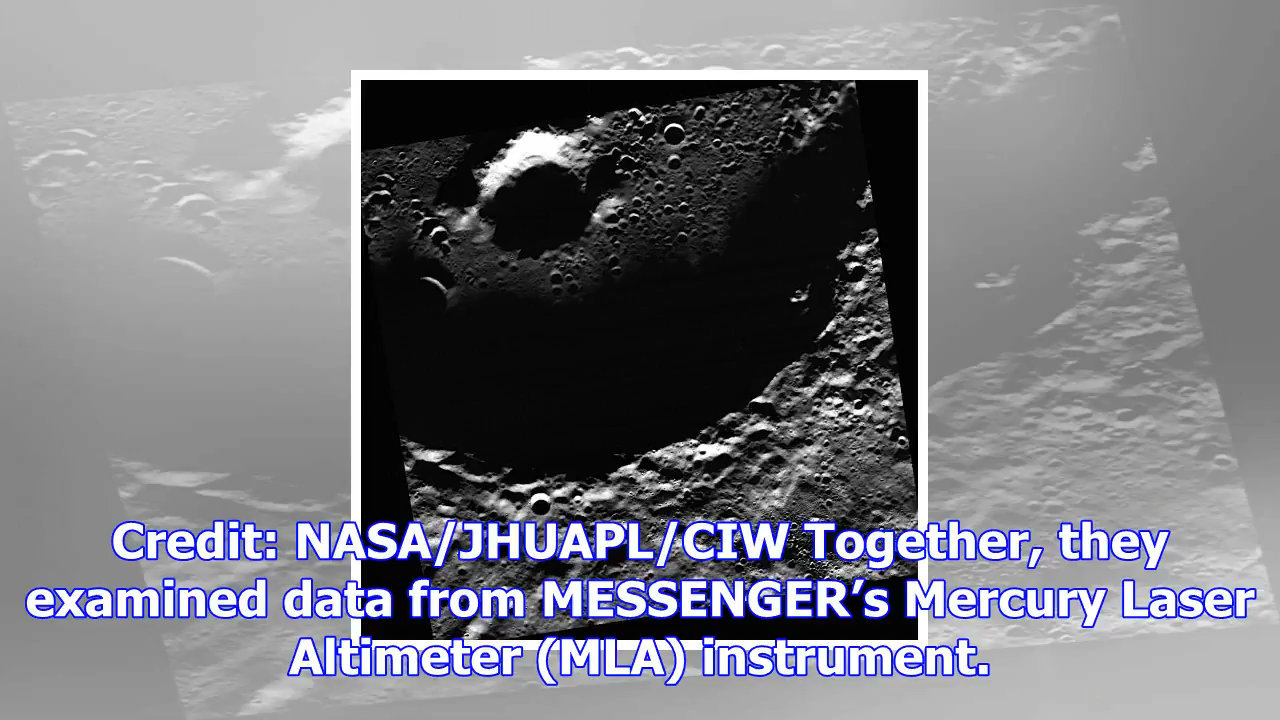 Credit: NASA/JHUAPL/CIW Together, they
examined data from MESSENGER’s Mercury Laser
Altimeter (MLA) instrument.